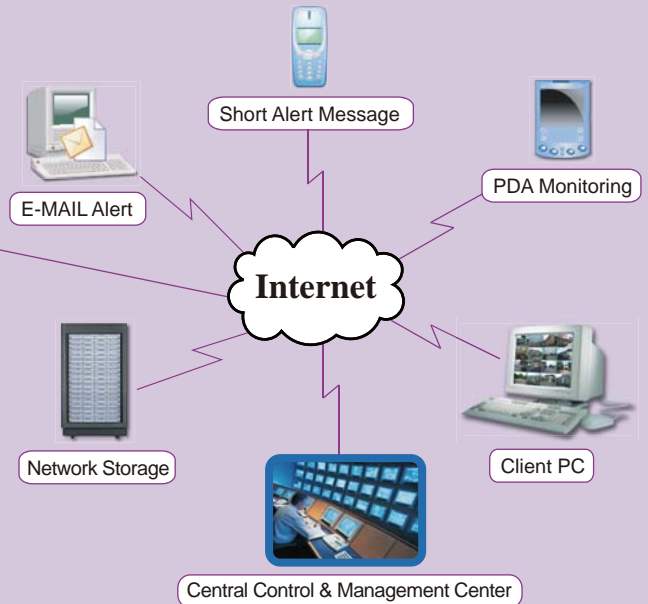 Short Alert Message
PDA Monitoring
E-MAIL Alert
Internet
Network Storage
Client PC
Central Control & Management Center